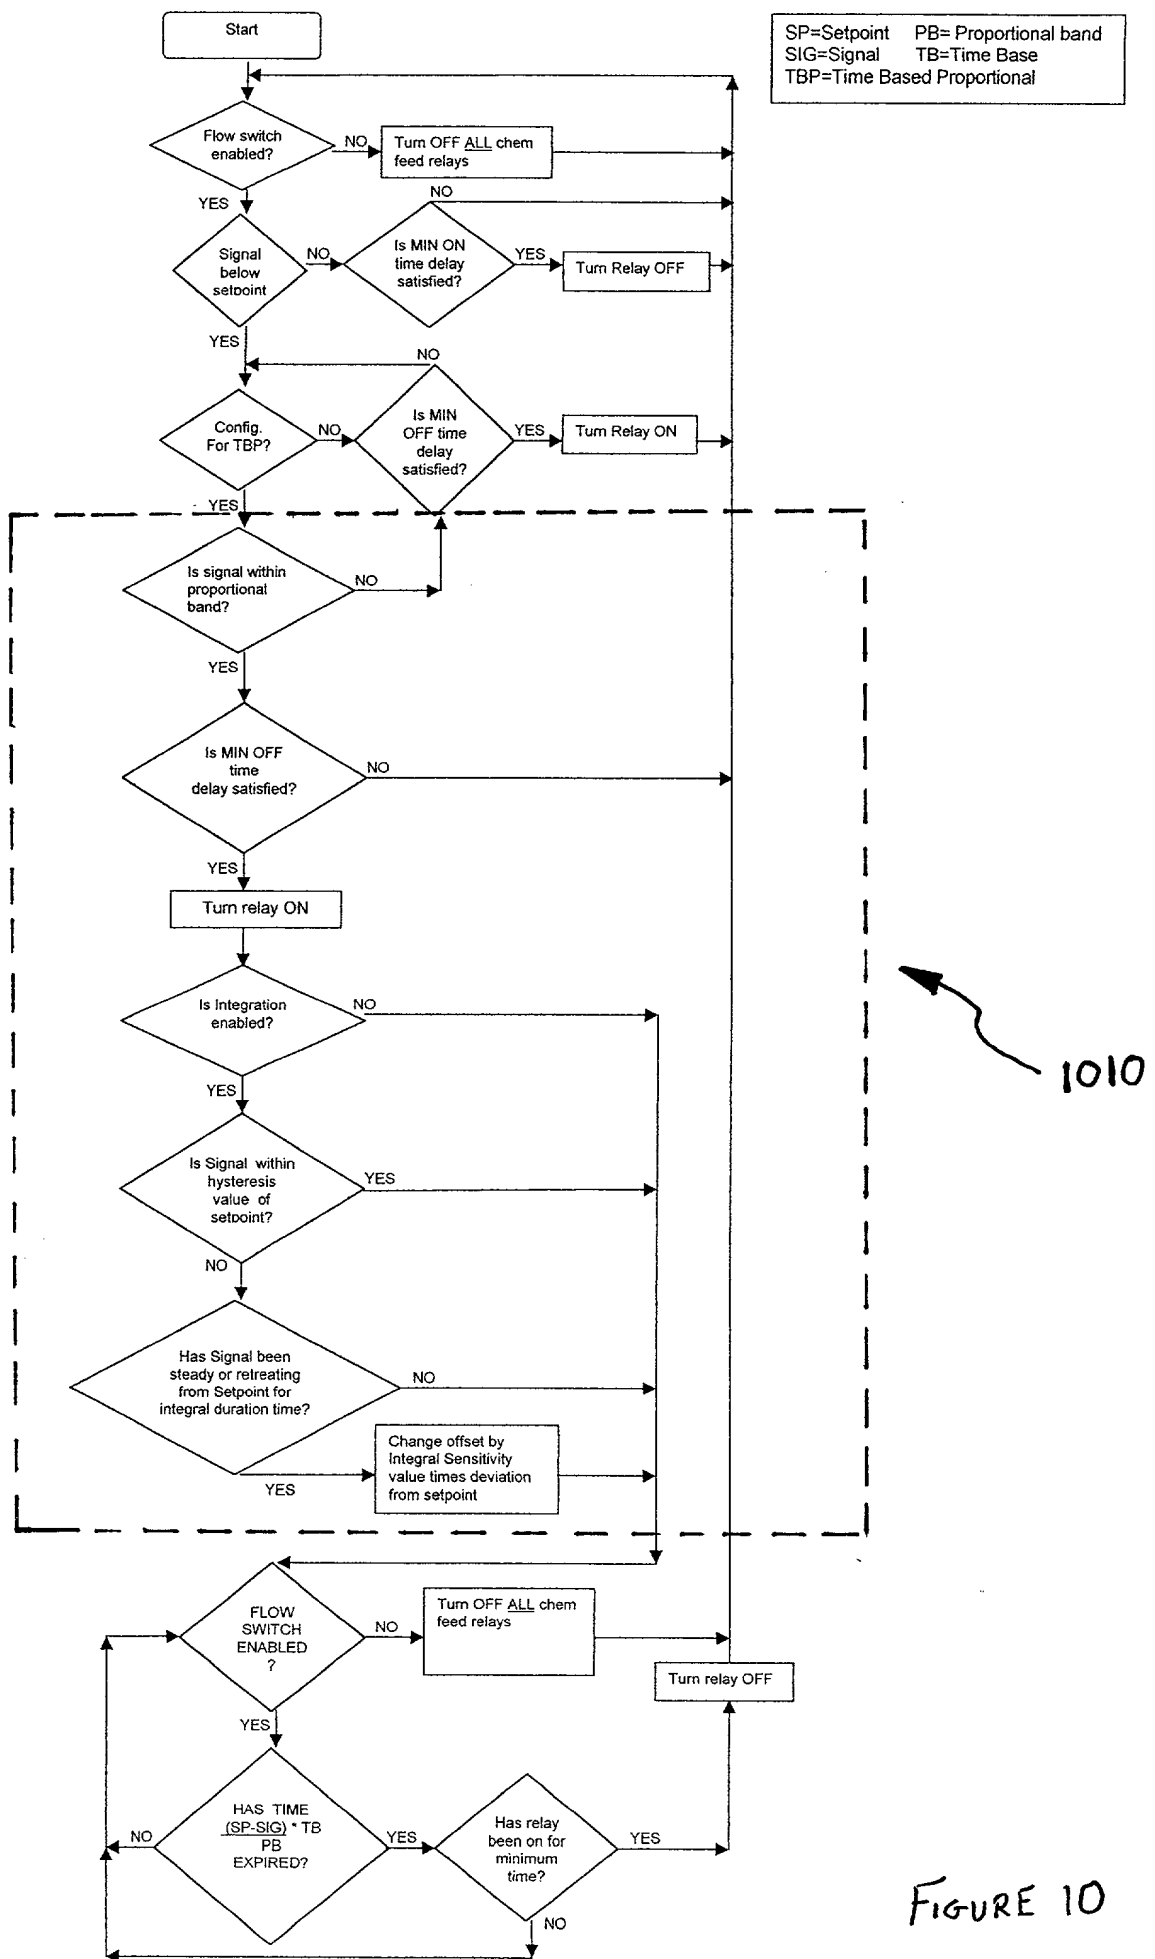 Start
SP=Setpoint PB= Proportional band
SIG=Signal TB=Time Base
TBP=Time Based Proportional
Flow switch
enabled?
NO
Turn OFF ALL chem
feed relays
YES
NO
Signal
below
setpoint
NO
Is MIN ON
time delay
satisfied?
YES
Turn Relay OFF
YES
NO
Config.
For TBP?
NO
Is MIN
OFF time
delay
satisfied?
YES
Turn Relay ON
YES
Is signal within
proportional
band?
NO
YES
Is MIN OFF
time
delay satisfied?
NO
YES
Turn relay ON
Is Integration
enabled?
NO
1010
YES
Is Signal within
hysteresis
value of
setpoint?
YES
NO
Has Signal been
steady or retreating
from Setpoint for
integral duration time?
NO
YES
Change offset by
Integral Sensitivity
value times deviation
from setpoint
FLOW
SWITCH
ENABLED
?
NO
Turn OFF ALL chem
feed relays
Turn relay OFF
YES
HAS TIME
(SP-SIG) * TB
PB
EXPIRED?
NO
YES
Has relay
been on for
minimum
time?
YES
NO
FIGURE 10